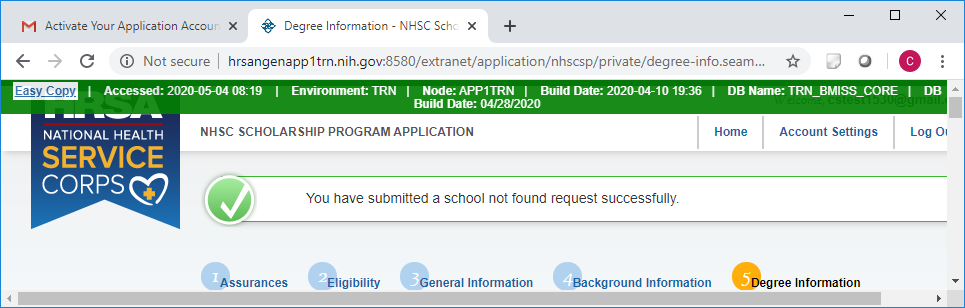 Activate Your Application Accoun
Degree Information - NHSC Scho
Not secure | hrsangenapp1trn.nih.gov:8580/extranet/application/nhscsp/private/degree-info.seam...
C
Easy Copy | Accessed: 2020-05-04 08:19 | Environment: TRN | Node: APP1TRN | Build Date: 2020-04-10 19:36 | DB Name: TRN_BMISS_CORE | DB
Build Date: 04/28/2020
HRSA
NATIONAL HEALTH
SERVICE
CORPS
NHSC SCHOLARSHIP PROGRAM APPLICATION
Home
Account Settings
Log Ou
You have submitted a school not found request successfully.
1 Assurances
2 Eligibility
3 General Information
4 Background Information
5 Degree Information